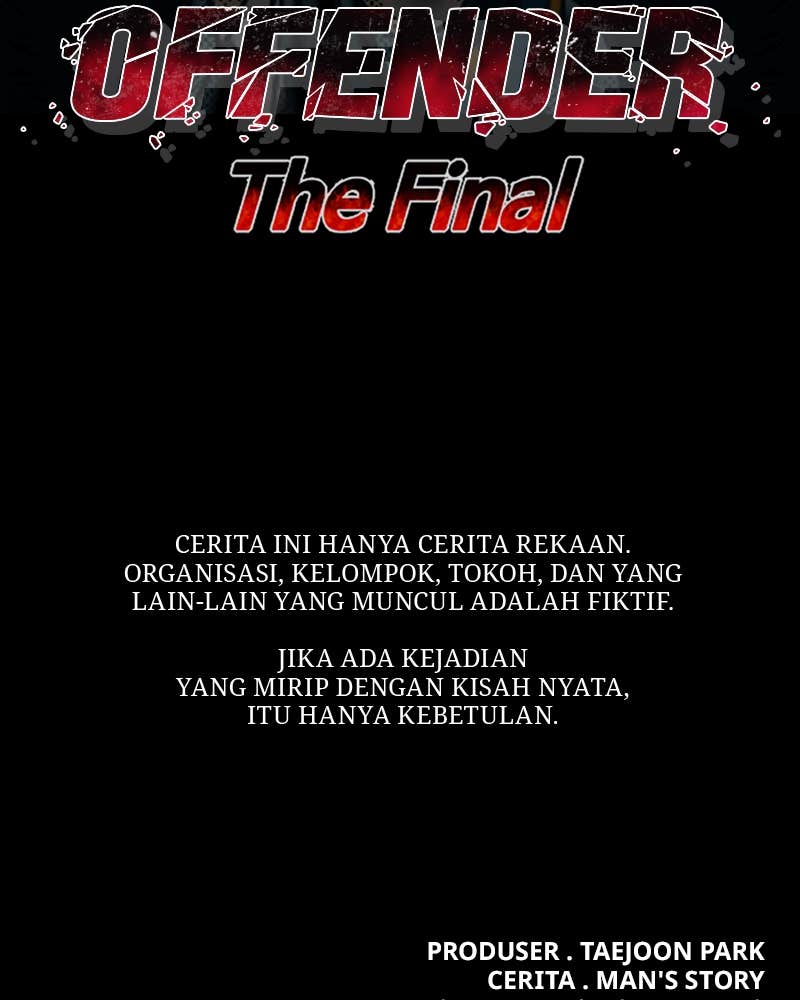 OFFENDER
The Final
CERITA INI HANYA CERITA REKAAN.
ORGANISASI, KELOMPOK, TOKOH, DAN YANG
LAIN-LAIN YANG MUNCUL ADALAH FIKTIF.
JIKA ADA KEJADIAN
YANG MIRIP DENGAN KISAH NYATA,
ITU HANYA KEBETULAN.
PRODUSER . TAEJOON PARK
CERITA . MAN'S STORY